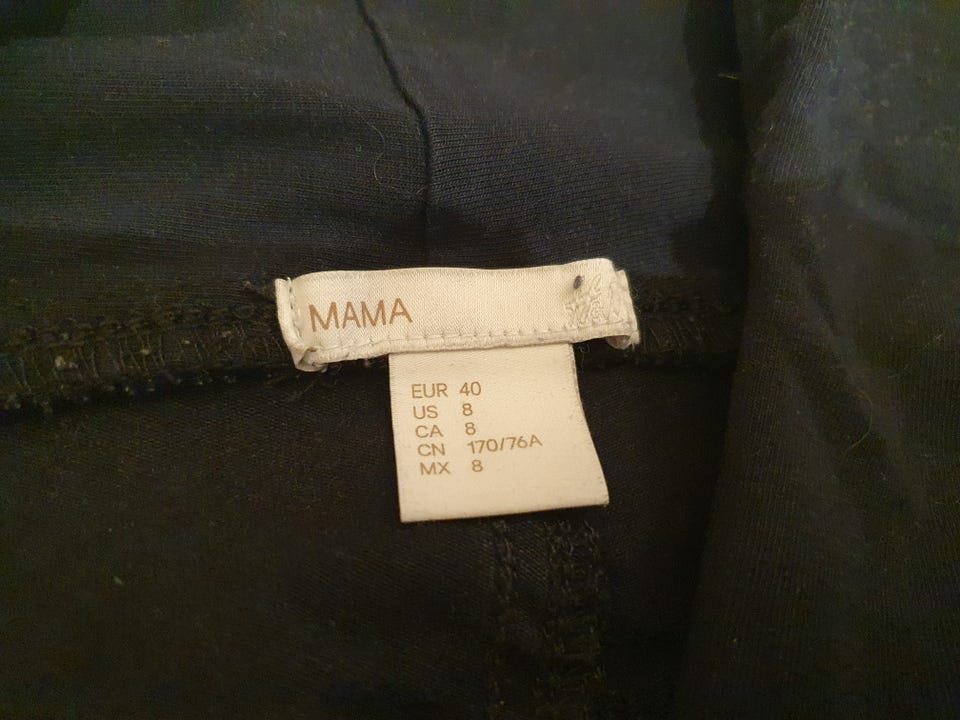 MAMA
EUR 40
US 8
CA 8
CN 170/76A
MX 8